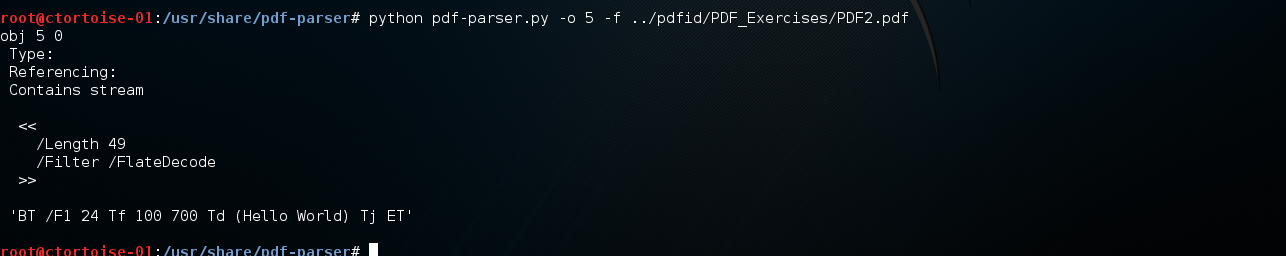 root@ctortoise-01:/usr/share/pdf-parser# python pdf-parser.py -o 5 -f ../pdfid/PDF_Exercises/PDF2.pdf
obj 5 0
Type:
Referencing:
Contains stream
<<
/Length 49
/Filter /FlateDecode
>>
'BT /F1 24 Tf 100 700 Td (Hello World) Tj ET'
root@ctortoise-01:/usr/share/pdf-parser#